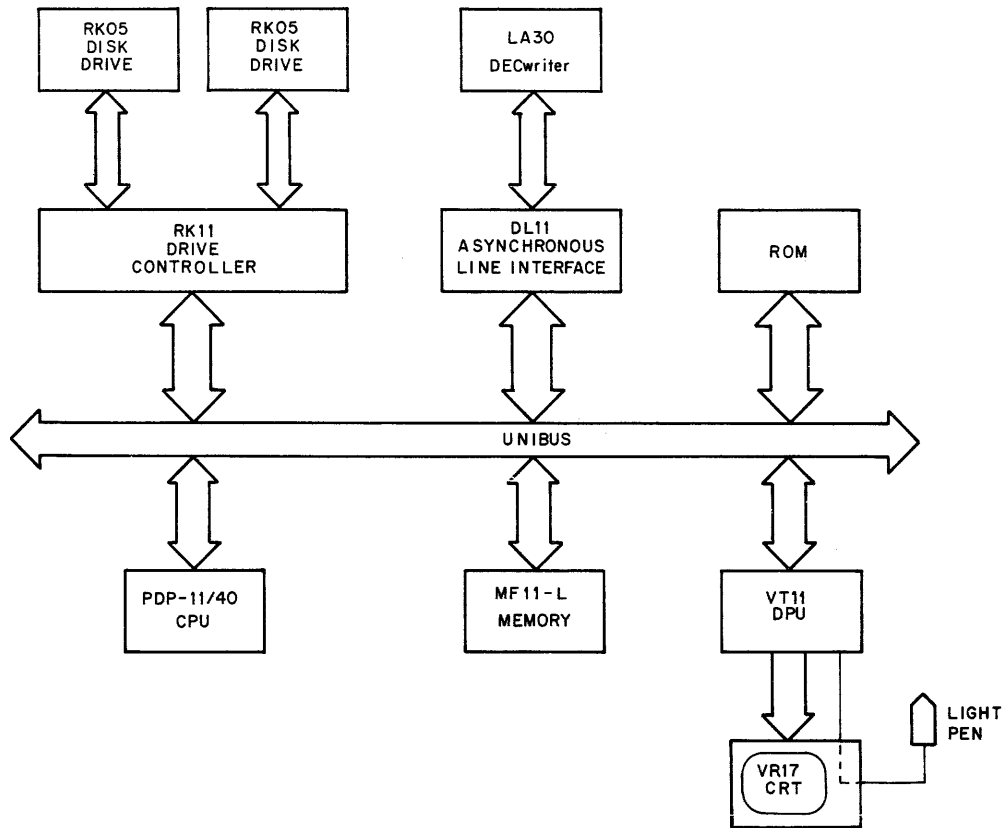 RK05
DISK
DRIVE
RK05
DISK
DRIVE
LA30
DECwriter
RK11
DRIVE
CONTROLLER
DL11
ASYNCHRONOUS
LINE INTERFACE
ROM
UNIBUS
PDP-11/40
CPU
MF11-L
MEMORY
VT11
DPU
LIGHT
PEN
VR17
CRT